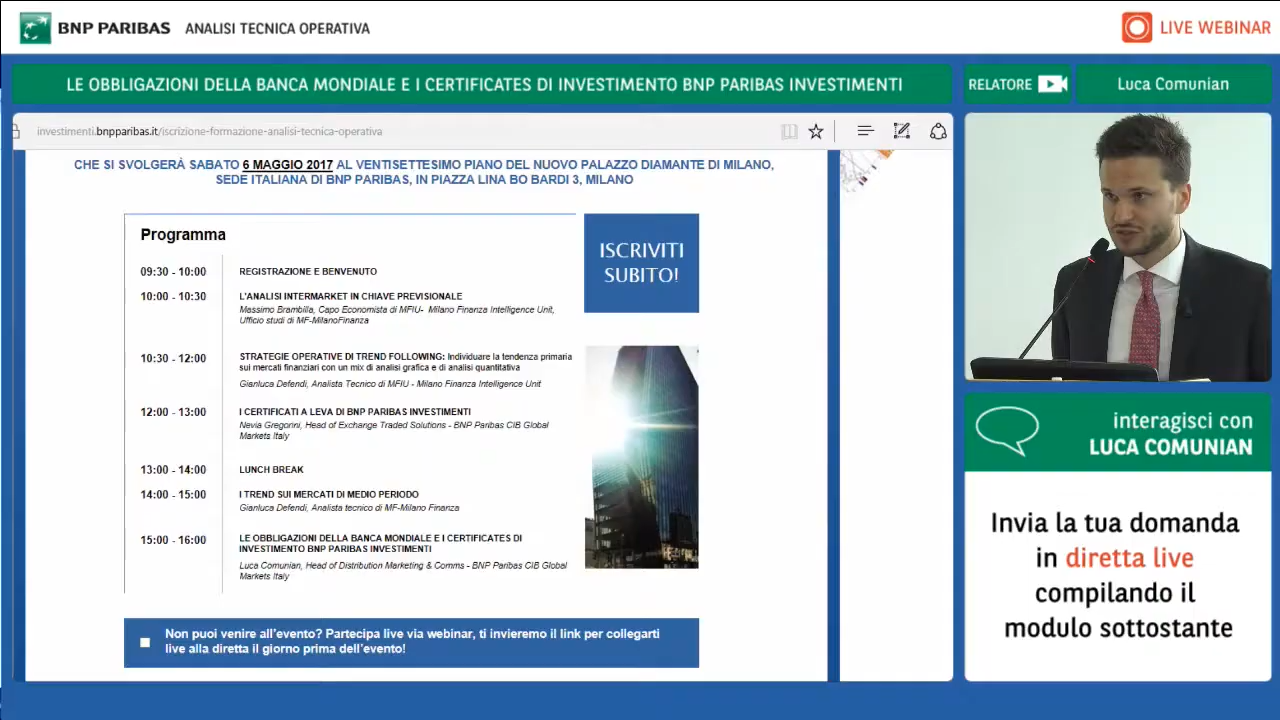 BNP PARIBAS ANALISI TECNICA OPERATIVA
LIVE WEBINAR
LE OBBLIGAZIONI DELLA BANCA MONDIALE E I CERTIFICATES DI INVESTIMENTO BNP PARIBAS INVESTIMENTI
RELATORE
Luca Comunian
investimenti.bnpparibas.it/iscrizione-formazione-analisi-tecnica-operativa
CHE SI SVOLGERÀ SABATO 6 MAGGIO 2017 AL VENTISETTESIMO PIANO DEL NUOVO PALAZZO DIAMANTE DI MILANO,
SEDE ITALIANA DI BNP PARIBAS, IN PIAZZA LINA BO BARDI 3, MILANO
Programma
ISCRIVITI
SUBITO!
09:30 - 10:00 REGISTRAZIONE E BENVENUTO
10:00 - 10:30 L'ANALISI INTERMARKET IN CHIAVE PREVISIONALE
Massimo Brambilla, Capo Economista di MFIU- Milano Finanza Intelligence Unit,
Ufficio studi di MF-MilanoFinanza
10:30 - 12:00 STRATEGIE OPERATIVE DI TREND FOLLOWING: Individuare la tendenza primaria
sui mercati finanziari con un mix di analisi grafica e di analisi quantitativa
Gianluca Defendi, Analista Tecnico di MFIU - Milano Finanza Intelligence Unit
12:00 - 13:00 I CERTIFICATI A LEVA DI BNP PARIBAS INVESTIMENTI
Nevia Gregorini, Head of Exchange Traded Solutions - BNP Paribas CIB Global
Markets Italy
13:00 - 14:00 LUNCH BREAK
14:00 - 15:00 I TREND SUI MERCATI DI MEDIO PERIODO
Gianluca Defendi, Analista tecnico di MF-Milano Finanza
15:00 - 16:00 LE OBBLIGAZIONI DELLA BANCA MONDIALE E I CERTIFICATES DI
INVESTIMENTO BNP PARIBAS INVESTIMENTI
Luca Comunian, Head of Distribution Marketing & Comms - BNP Paribas CIB Global
Markets Italy
Non puoi venire all'evento? Partecipa live via webinar, ti invieremo il link per collegarti
live alla diretta il giorno prima dell'evento!
interagisci con
LUCA COMUNIAN
Invia la tua domanda
in diretta live
compilando il
modulo sottostante